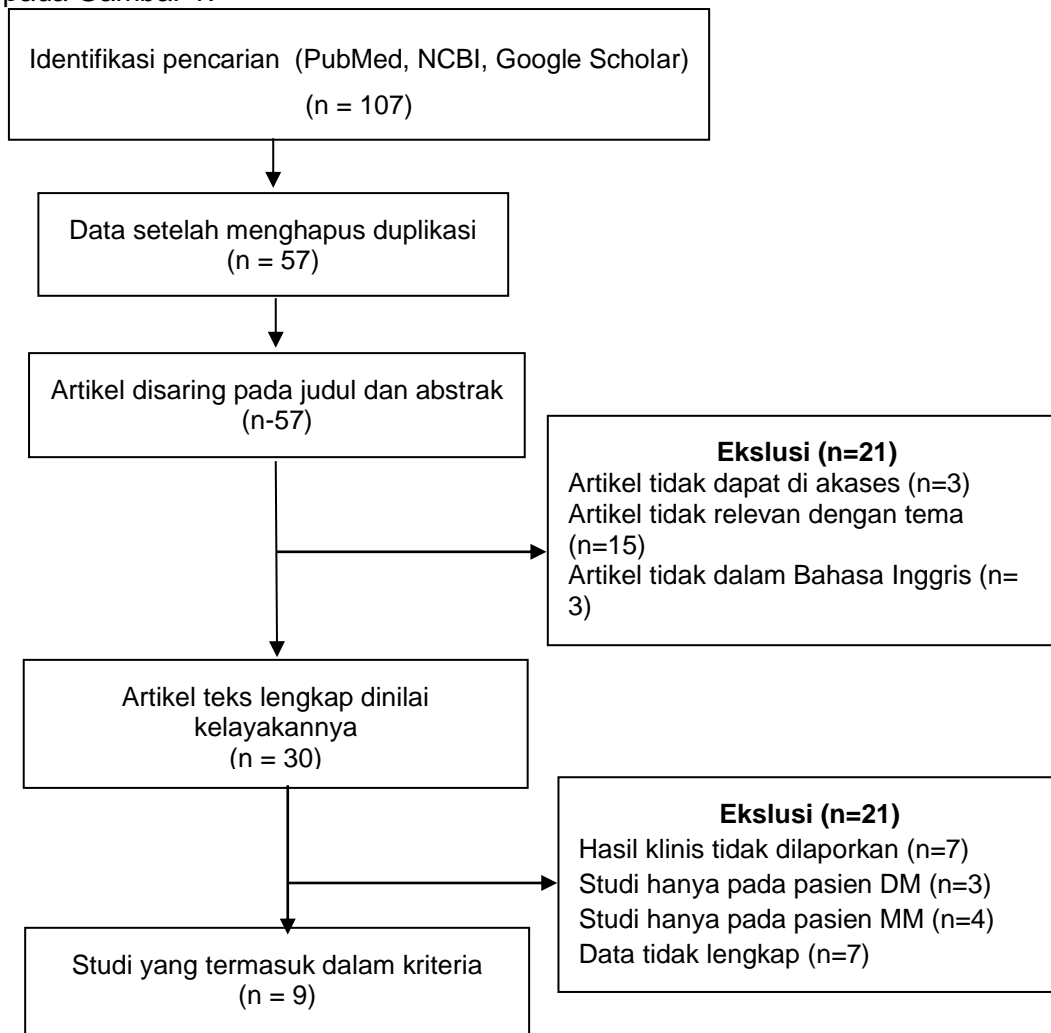 pada Gambar 1.
Identifikasi pencarian (PubMed, NCBI, Google Scholar)
(n = 107)
Data setelah menghapus duplikasi
(n = 57)
Artikel disaring pada judul dan abstrak
(n-57)
Ekslusi (n=21)
Artikel tidak dapat di akases (n=3)
Artikel tidak relevan dengan tema
(n=15)
Artikel tidak dalam Bahasa Inggris (n=
3)
Artikel teks lengkap dinilai
kelayakannya
(n = 30)
Ekslusi (n=21)
Hasil klinis tidak dilaporkan (n=7)
Studi hanya pada pasien DM (n=3)
Studi hanya pada pasien MM (n=4)
Data tidak lengkap (n=7)
Studi yang termasuk dalam kriteria
(n = 9)